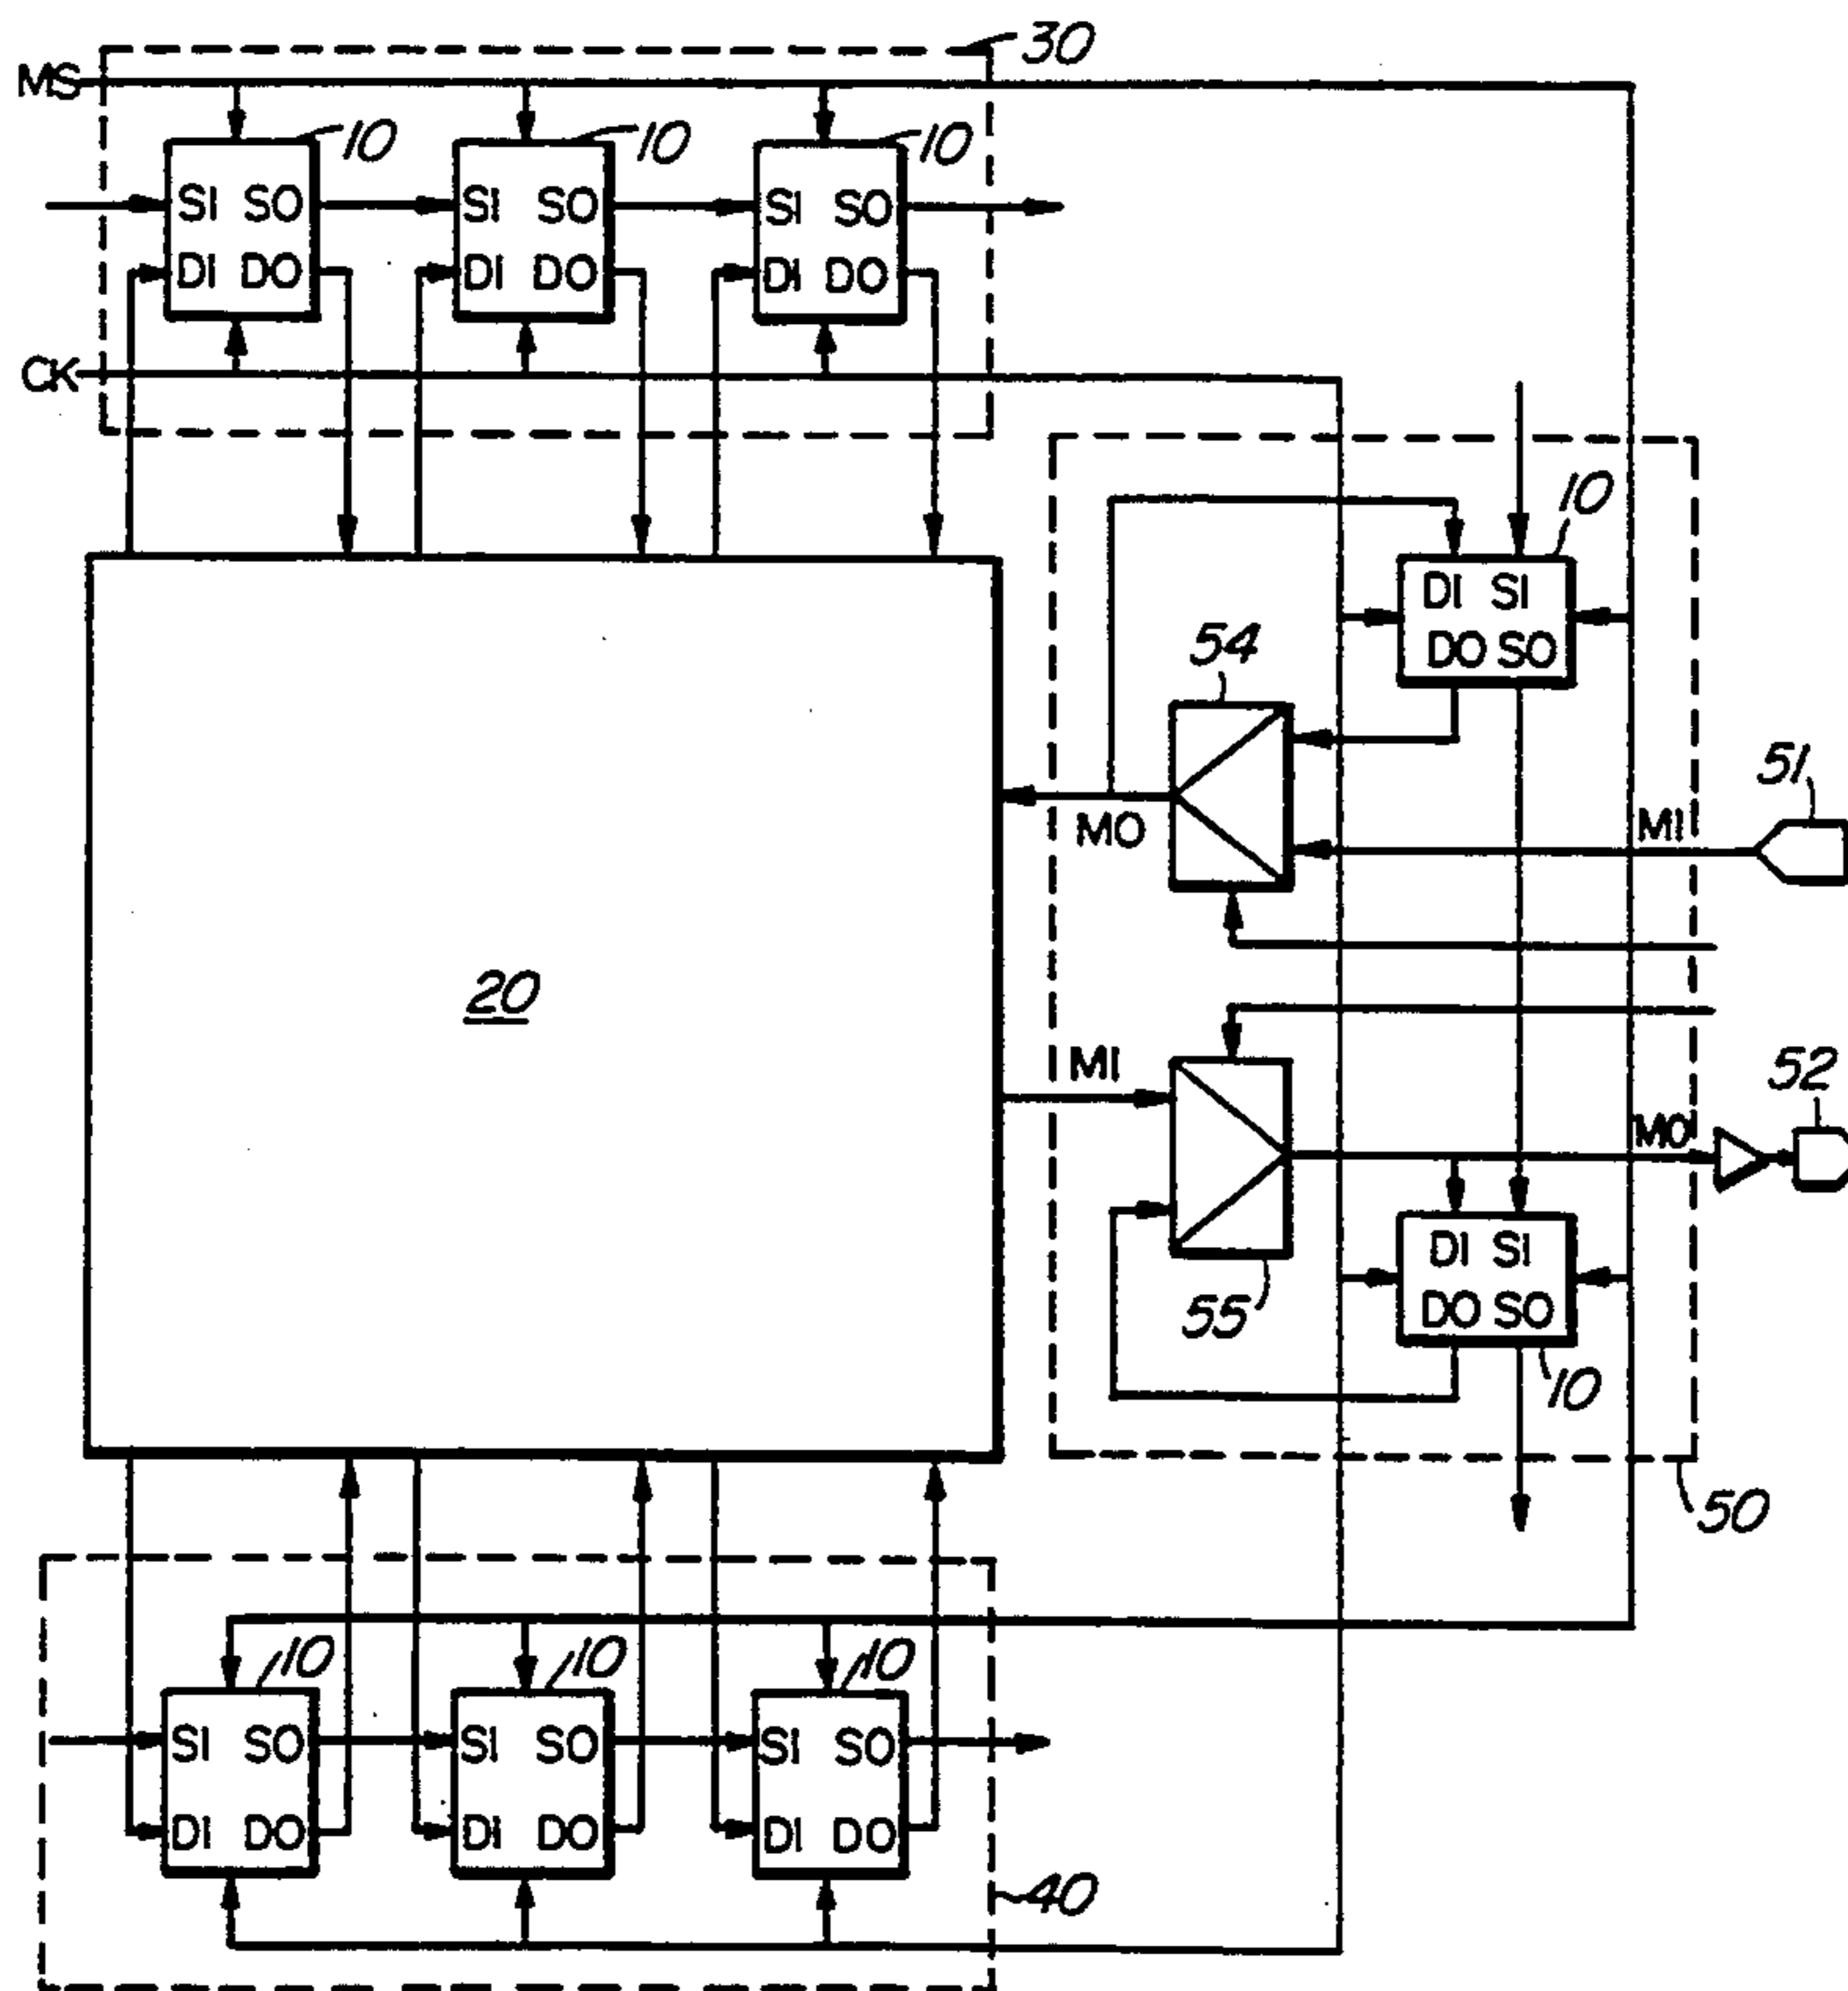 30
MS
10 10 10
SI SO SI SO SI SO
DI DO DI DO DI DO
CK
10
DI SI
DO SO
54
51
MO
MI
20
MI
52
MO
DI SI
DO SO
55
10
50
10 10 10
SI SO SI SO SI SO
DI DO DI DO DI DO
40